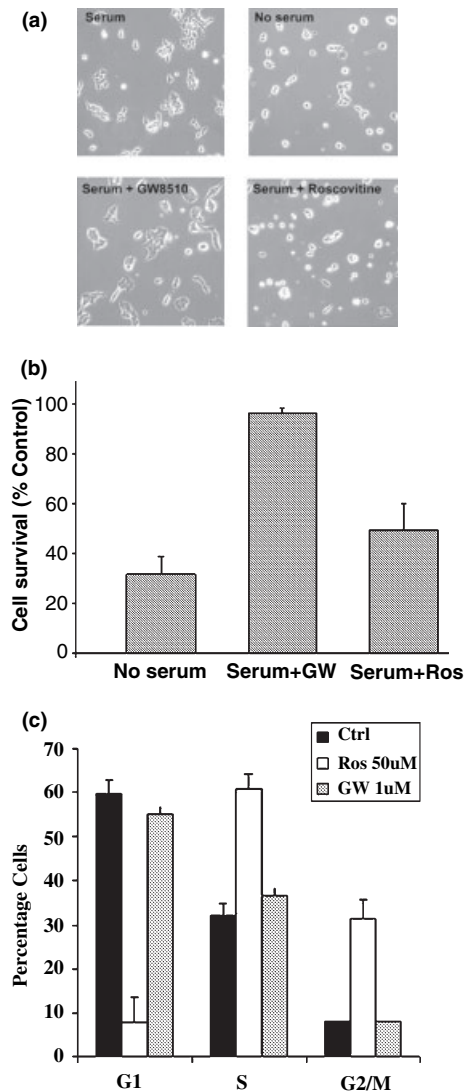 (a)
Serum
No serum
Serum + GW8510
Serum + Roscovitine
(b)
Cell survival (% Control)
100
80
60
40
20
0
No serum
Serum+GW
Serum+Ros
(c)
Ctrl
Ros 50uM
GW 1uM
Percentage Cells
70
60
50
40
30
20
10
0
G1
S
G2/M